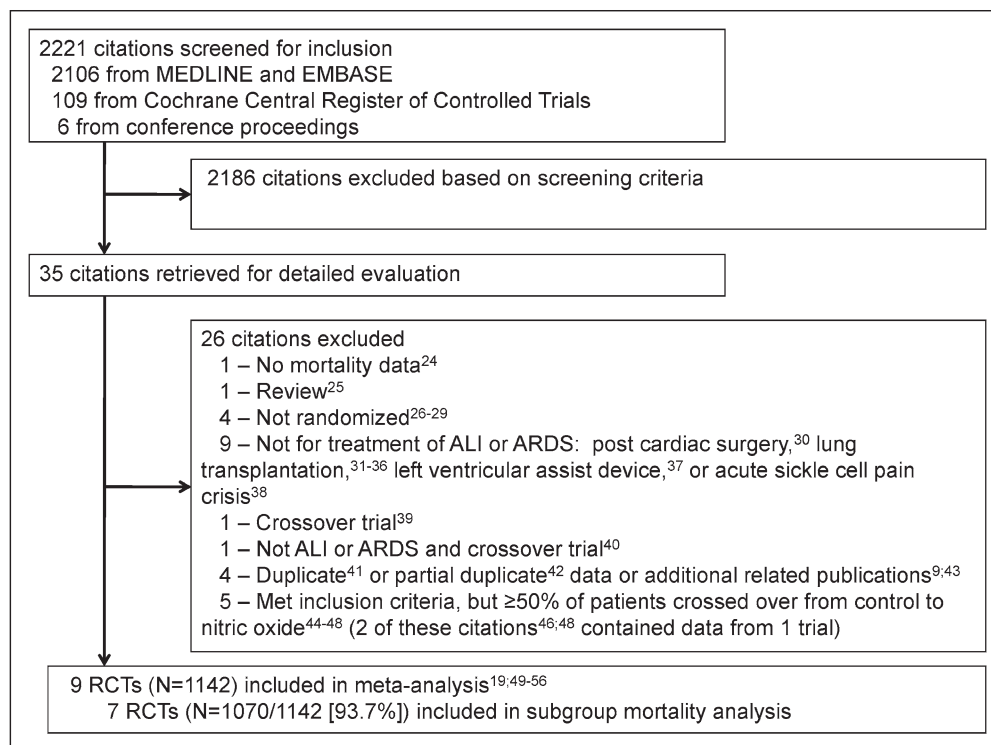 2221 citations screened for inclusion
2106 from MEDLINE and EMBASE
109 from Cochrane Central Register of Controlled Trials
6 from conference proceedings
2186 citations excluded based on screening criteria
35 citations retrieved for detailed evaluation
26 citations excluded
1 – No mortality data24
1 – Review25
4 – Not randomized26-29
9 – Not for treatment of ALI or ARDS: post cardiac surgery,30 lung
transplantation,31-36 left ventricular assist device,37 or acute sickle cell pain
crisis38
1 – Crossover trial39
1 – Not ALI or ARDS and crossover trial40
4 – Duplicate41 or partial duplicate42 data or additional related publications9;43
5 – Met inclusion criteria, but ≥50% of patients crossed over from control to
nitric oxide44-48 (2 of these citations46;48 contained data from 1 trial)
9 RCTs (N=1142) included in meta-analysis19;49-56
7 RCTs (N=1070/1142 [93.7%]) included in subgroup mortality analysis